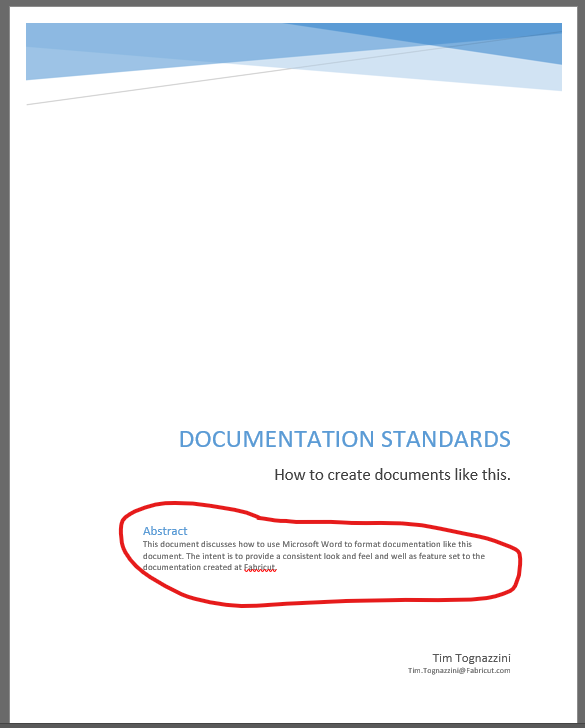 DOCUMENTATION STANDARDS
How to create documents like this.
Abstract
This document discusses how to use Microsoft Word to format documentation like this
document. The intent is to provide a consistent look and feel and well as feature set to the
documentation created at Fabricut.
Tim Tognazzini
Tim.Tognazzini@Fabricut.com